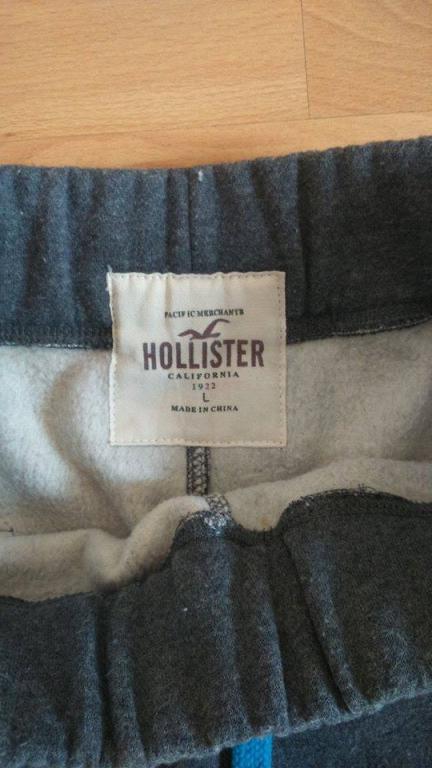 PACIFIC MERCHANTS
HOLLISTER
CALIFORNIA
1922
L
MADE IN CHINA